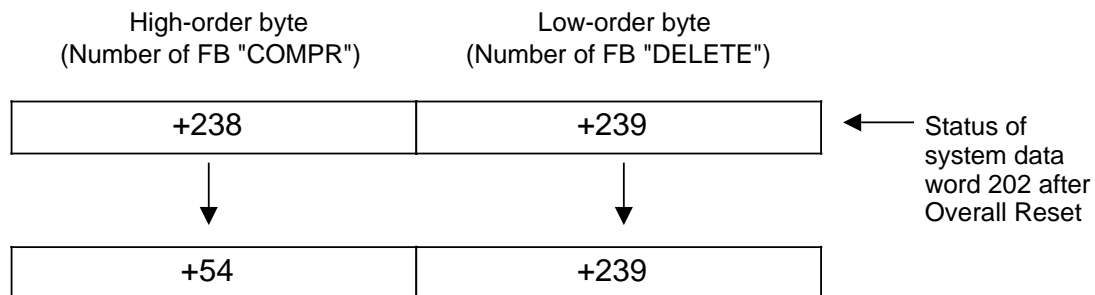 High-order byte
(Number of FB "COMPR")
Low-order byte
(Number of FB "DELETE")
+238
+239
Status of
system data
word 202 after
Overall Reset
+54
+239